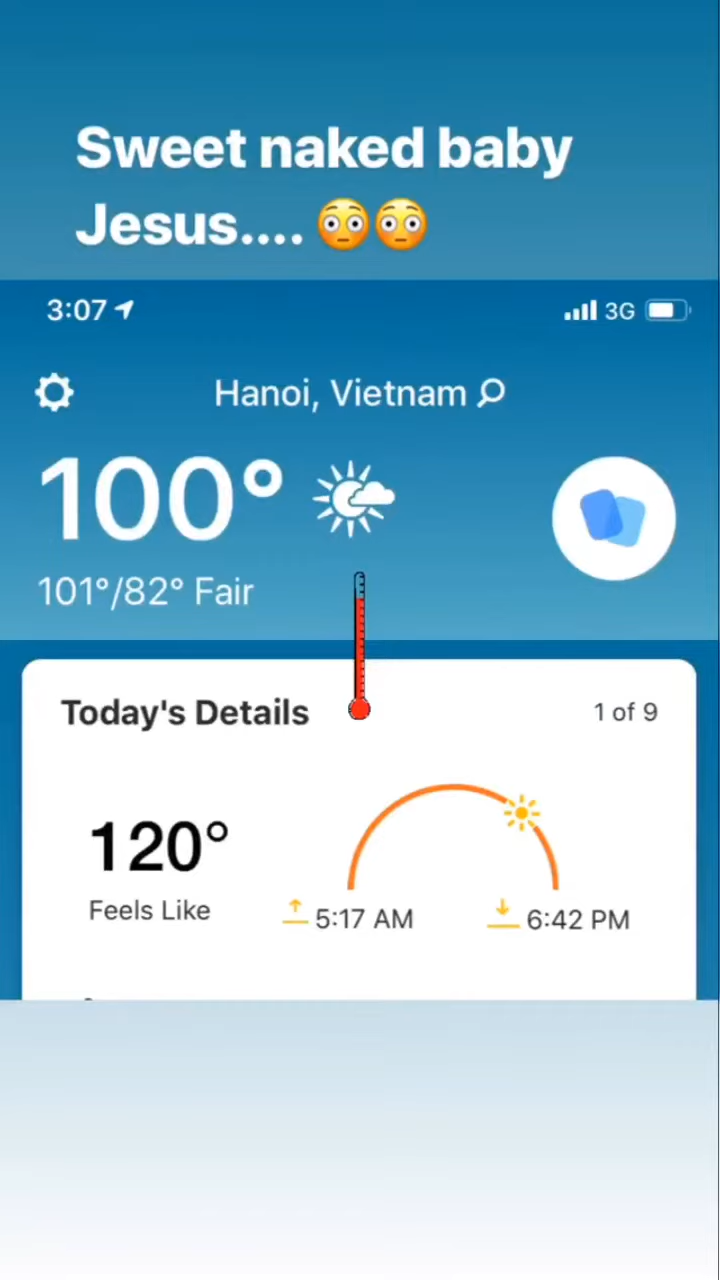 Sweet naked baby
Jesus.... 😳😳
3:07 3G
Hanoi, Vietnam
100°
101°/82° Fair
Today's Details 1 of 9
120°
Feels Like
5:17 AM 6:42 PM